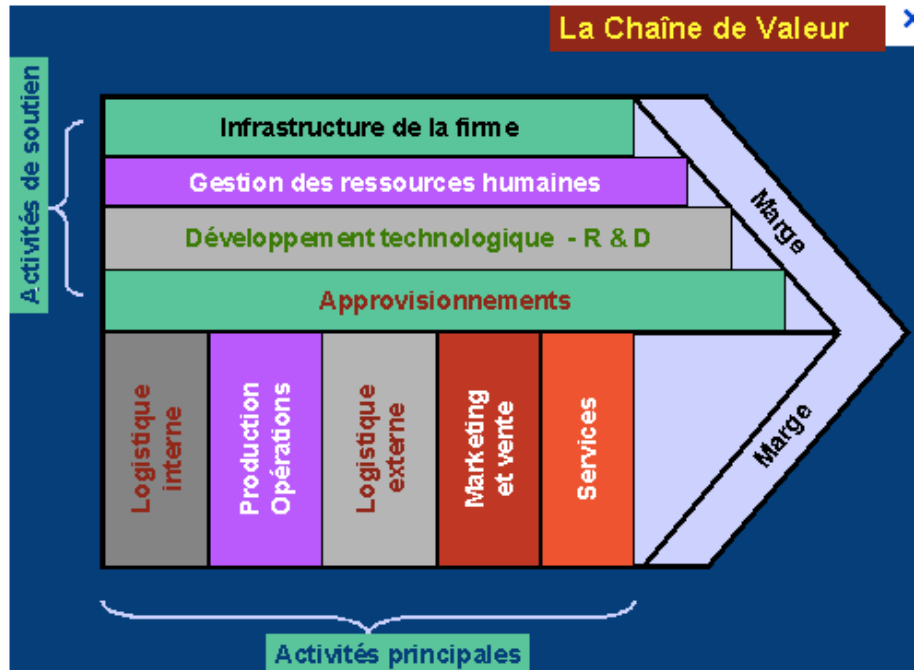 La Chaîne de Valeur
Activités de soutien
Infrastructure de la firme
Gestion des ressources humaines
Développement technologique - R & D
Approvisionnements
Marge
Logistique
interne
Production
Opérations
Logistique
externe
Marketing
et vente
Services
Marge
Activités principales